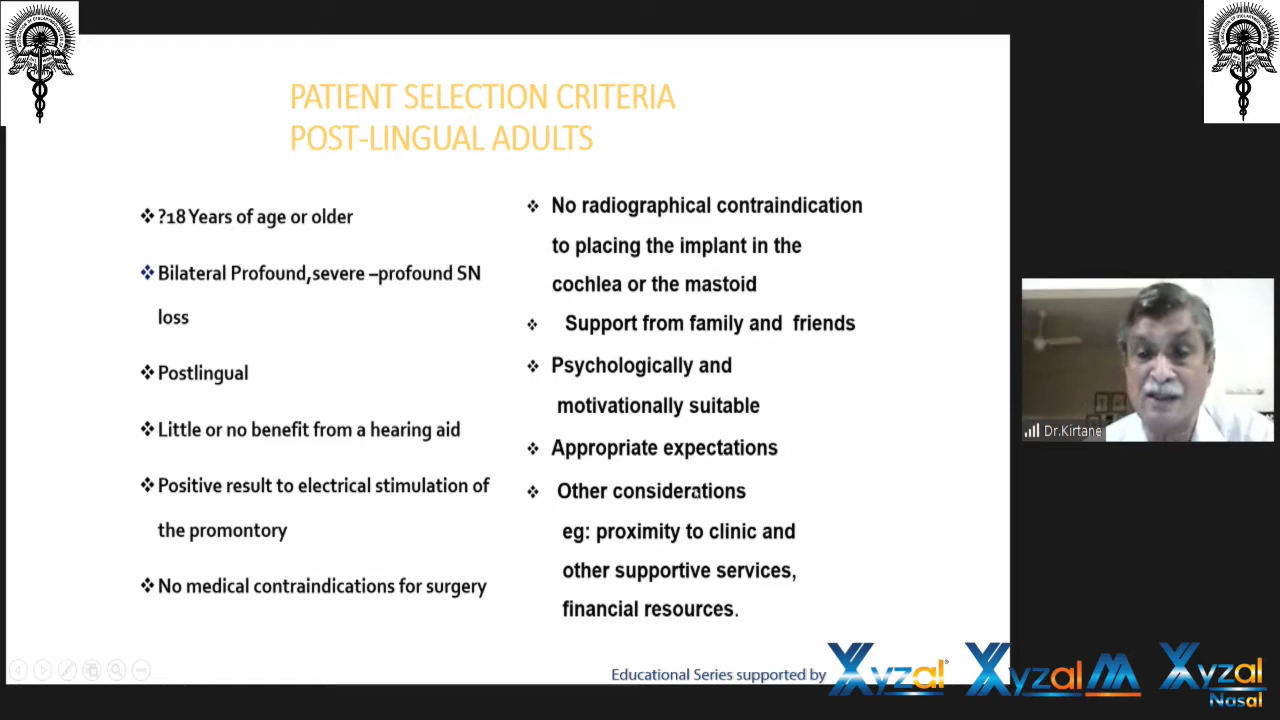 PATIENT SELECTION CRITERIA
POST-LINGUAL ADULTS
?18 Years of age or older
Bilateral Profound,severe –profound SN
loss
Postlingual
Little or no benefit from a hearing aid
Positive result to electrical stimulation of
the promontory
No medical contraindications for surgery
No radiographical contraindication
to placing the implant in the
cochlea or the mastoid
Support from family and friends
Psychologically and
motivationally suitable
Appropriate expectations
Other considerations
eg: proximity to clinic and
other supportive services,
financial resources.
Dr.Kirtane
Educational Series supported by
Xyzal®
Xyzal M
Xyzal
Nasal